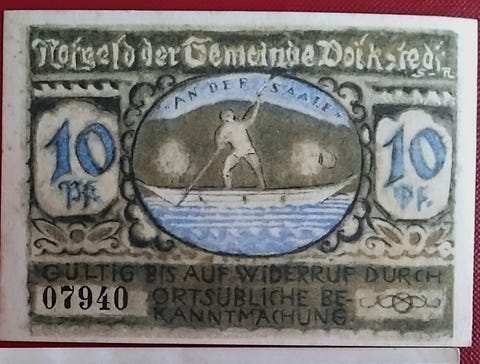 Notgeld der Gemeinde Volkstedt
S-R
"AN DER SAALE"
10
Pf.
10
Pf.
GÜLTIG BIS AUF WIDERRUF DURCH
07940
ORTSÜBLICHE BE-
KANNTMACHUNG.